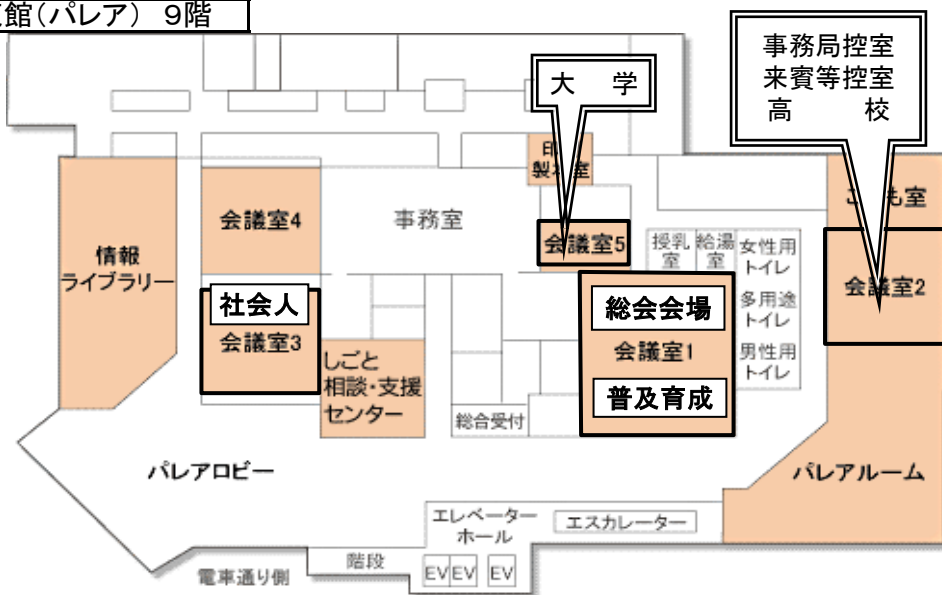 館(パレア) 9階
事務局控室
来賓等控室
高 校
大 学
製本室
こども室
会議室4
事務室
会議室5
授乳室
給湯室
女性用トイレ
情報
ライブラリー
会議室2
社会人
総会会場
多用途トイレ
会議室3
会議室1
しごと
相談・支援
センター
男性用トイレ
普及育成
総合受付
パレアロビー
パレアルーム
エレベーター
ホール
エスカレーター
階段
電車通り側
EV
EV
EV